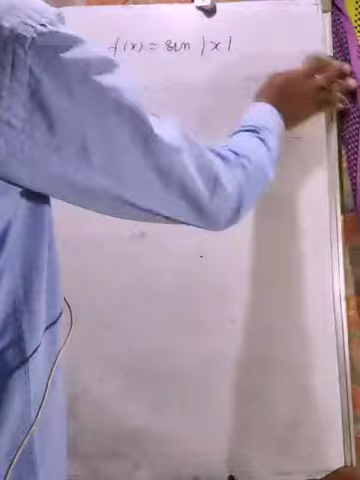 f(x) = sin |x|